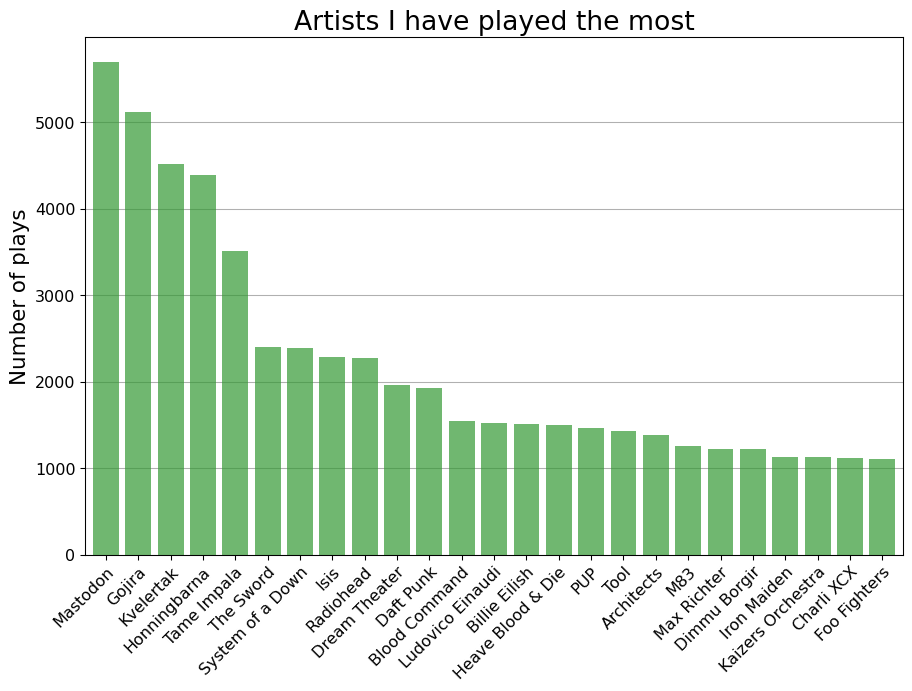 Artists I have played the most
Number of plays
5000
4000
3000
2000
1000
0
Mastodon
Gojira
Kvelertak
Honningbarna
Tame Impala
The Sword
System of a Down
Isis
Radiohead
Dream Theater
Daft Punk
Blood Command
Ludovico Einaudi
Billie Eilish
Heave Blood & Die
PUP
Tool
Architects
M83
Max Richter
Dimmu Borgir
Iron Maiden
Kaizers Orchestra
Charli XCX
Foo Fighters